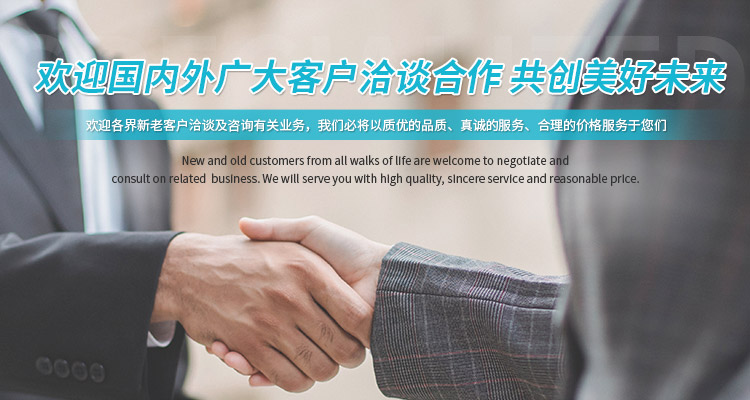 欢迎国内外广大客户洽谈合作 共创美好未来
欢迎各界新老客户洽谈及咨询有关业务，我们必将以质优的品质、真诚的服务、合理的价格服务于您们
New and old customers from all walks of life are welcome to negotiate and
consult on related business. We will serve you with high quality, sincere service and reasonable price.